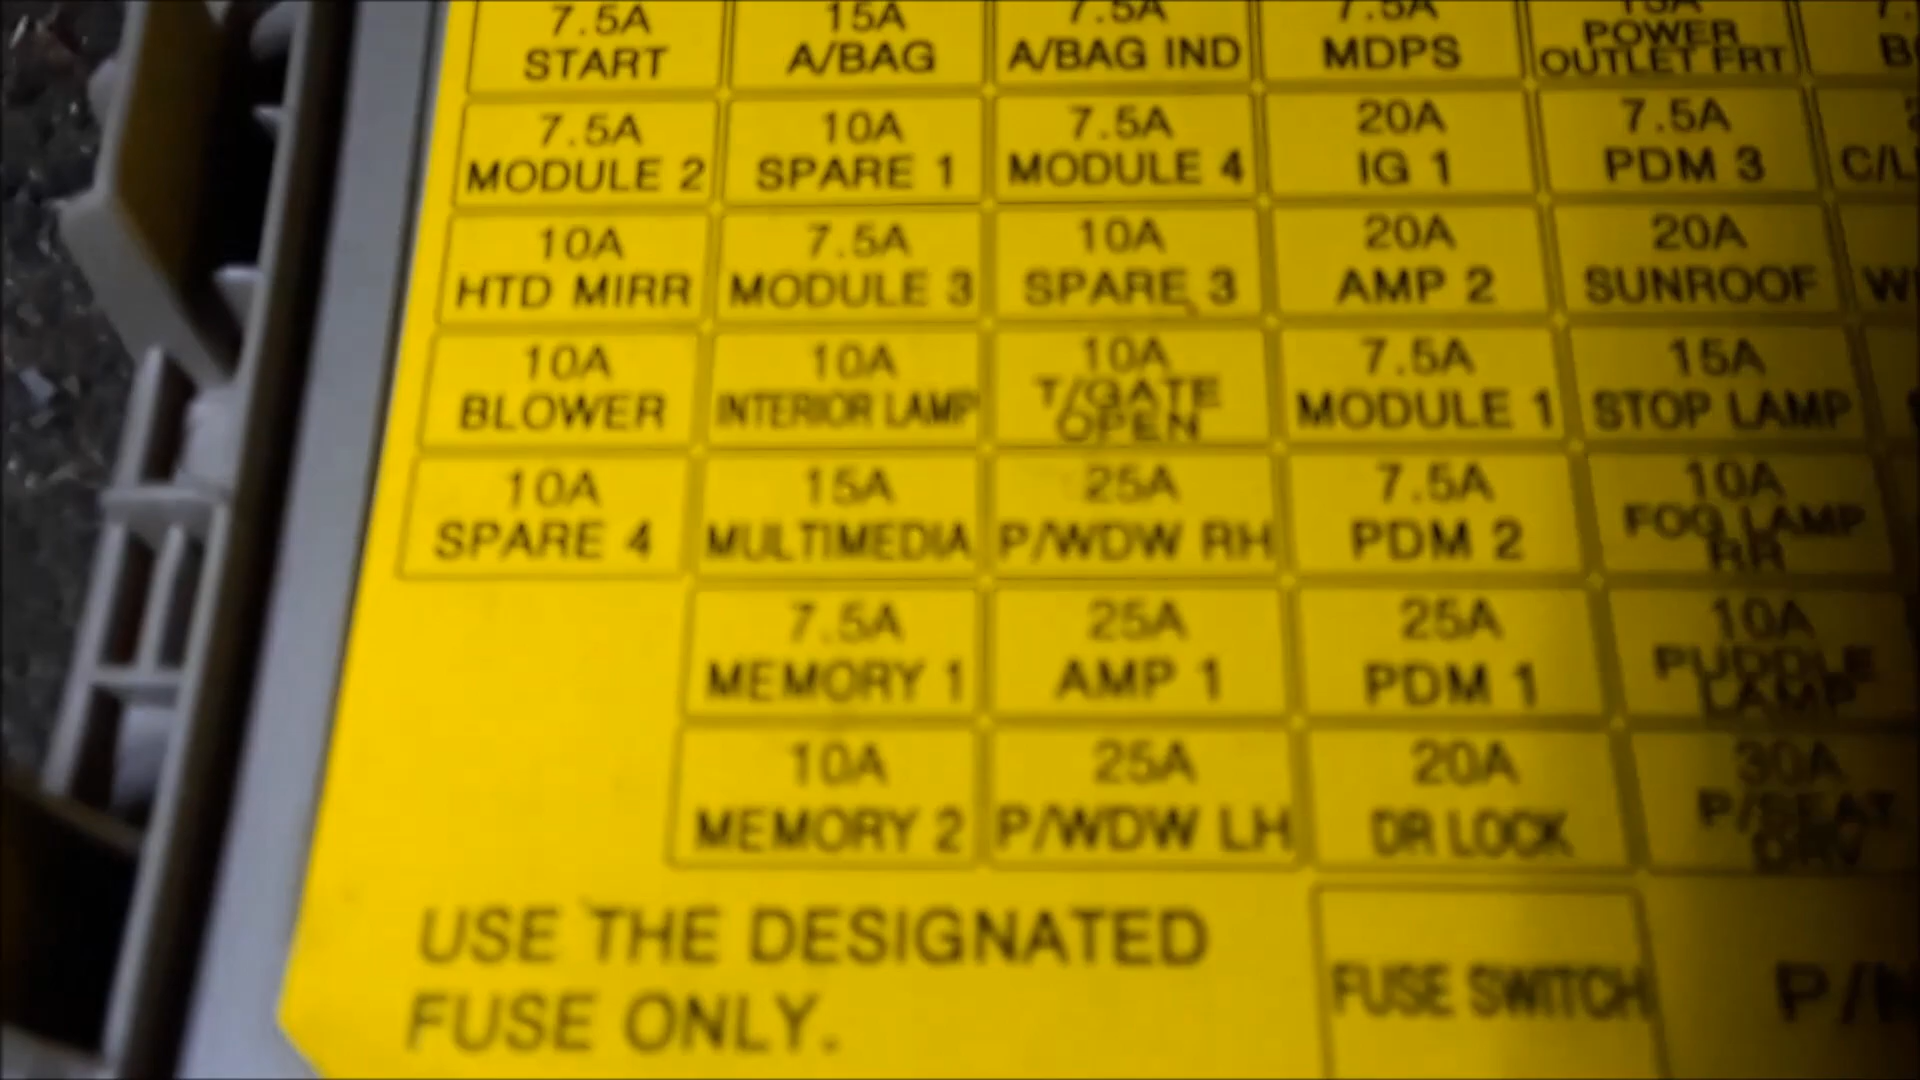 7.5A 15A 7.5A 7.5A 15A
START A/BAG A/BAG IND MDPS POWER OUTLET FRT
7.5A 10A 7.5A 20A 7.5A
MODULE 2 SPARE 1 MODULE 4 IG 1 PDM 3
10A 7.5A 10A 20A 20A
HTD MIRR MODULE 3 SPARE 3 AMP 2 SUNROOF
10A 10A 10A 7.5A 15A
BLOWER INTERIOR LAMP T/GATE OPEN MODULE 1 STOP LAMP
10A 15A 25A 7.5A 10A
SPARE 4 MULTIMEDIA P/WDW RH PDM 2 FOG LAMP RR
7.5A 25A 25A 10A
MEMORY 1 AMP 1 PDM 1 PUDDLE LAMP
10A 25A 20A 30A
MEMORY 2 P/WDW LH DR LOCK P/SEAT DRV
USE THE DESIGNATED
FUSE ONLY.
FUSE SWITCH